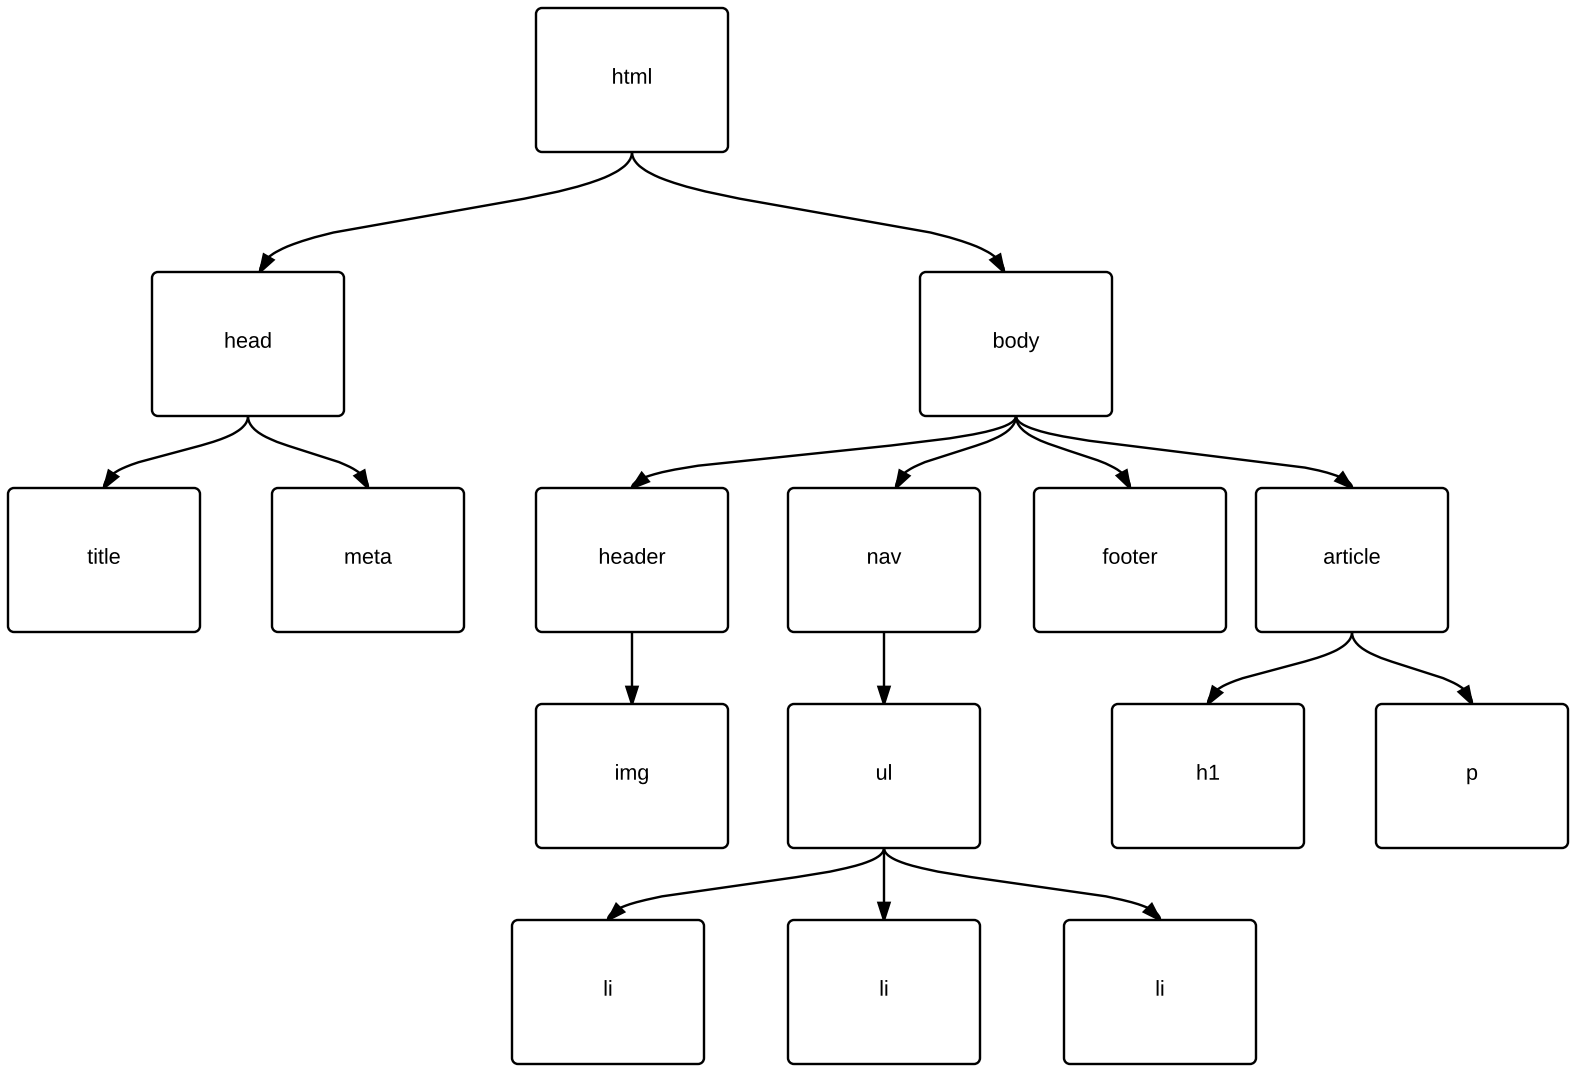 html
head
body
title
meta
header
nav
footer
article
img
ul
h1
p
li
li
li